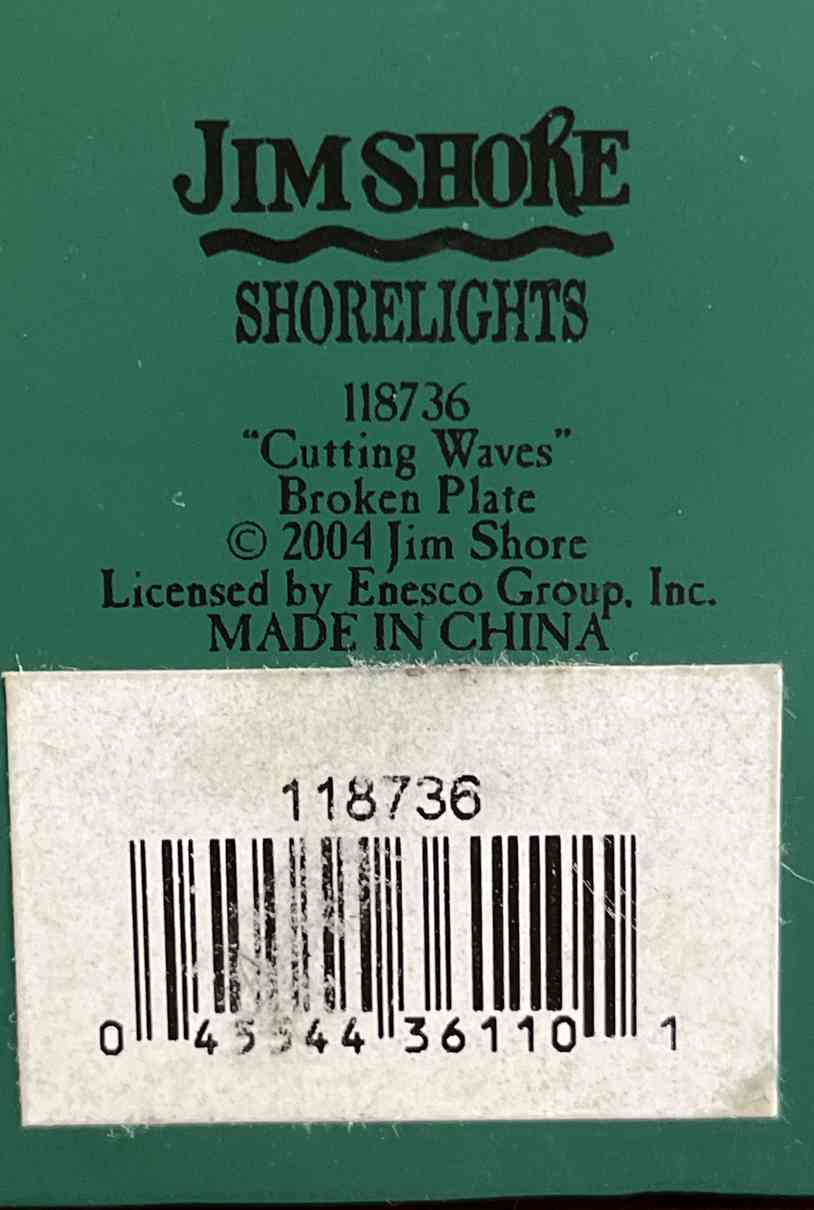 JIM SHORE
SHORELIGHTS
118736
“Cutting Waves”
Broken Plate
© 2004 Jim Shore
Licensed by Enesco Group, Inc.
MADE IN CHINA
118736
0 45544 36110 1